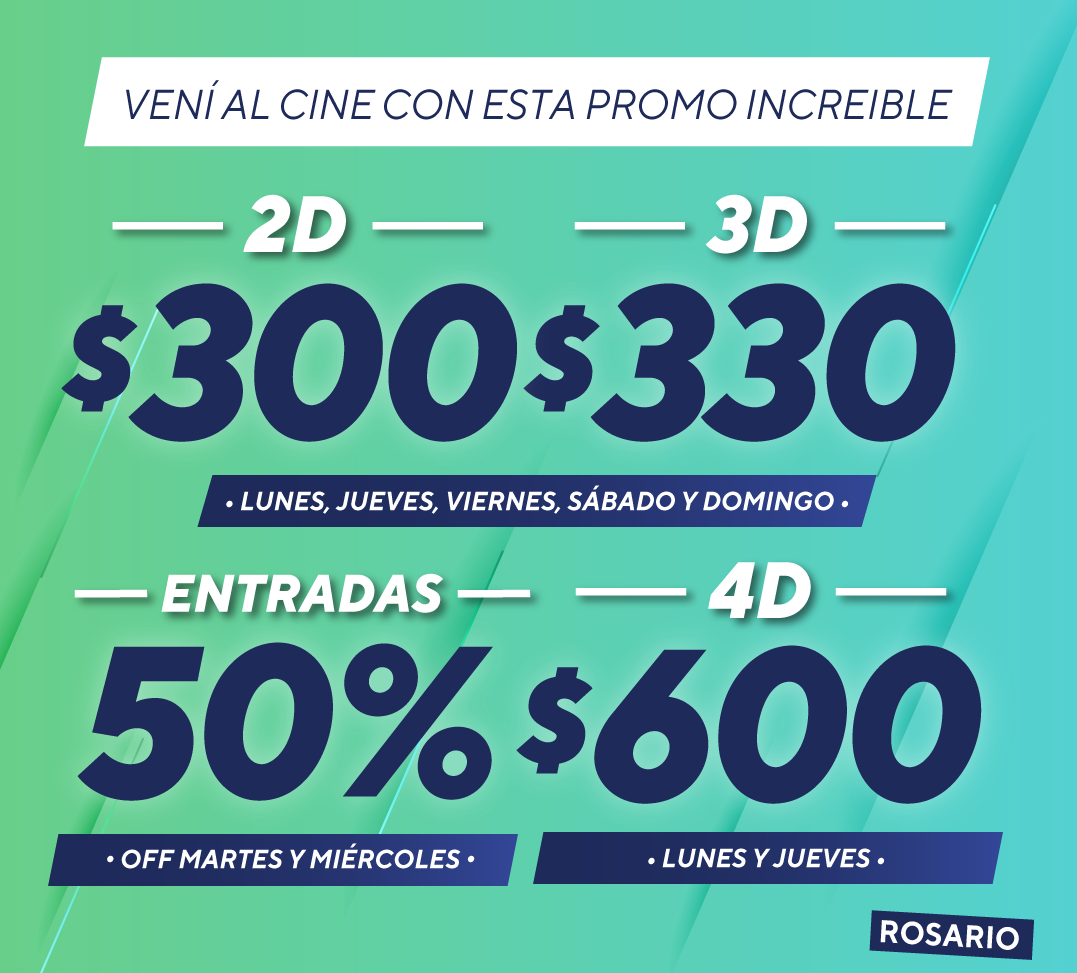 VENÍ AL CINE CON ESTA PROMO INCREIBLE
2D
3D
$300
$330
• LUNES, JUEVES, VIERNES, SÁBADO Y DOMINGO •
ENTRADAS
4D
50%
$600
• OFF MARTES Y MIÉRCOLES •
• LUNES Y JUEVES •
ROSARIO